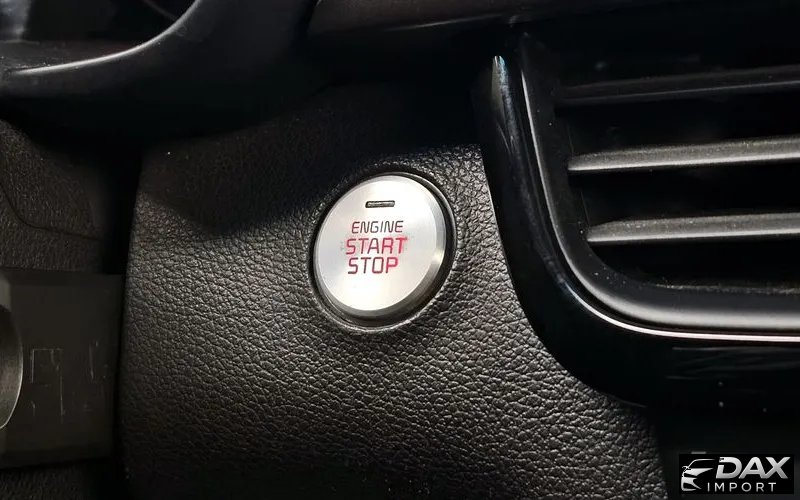 ENGINE
START
STOP
DAX
IMPORT